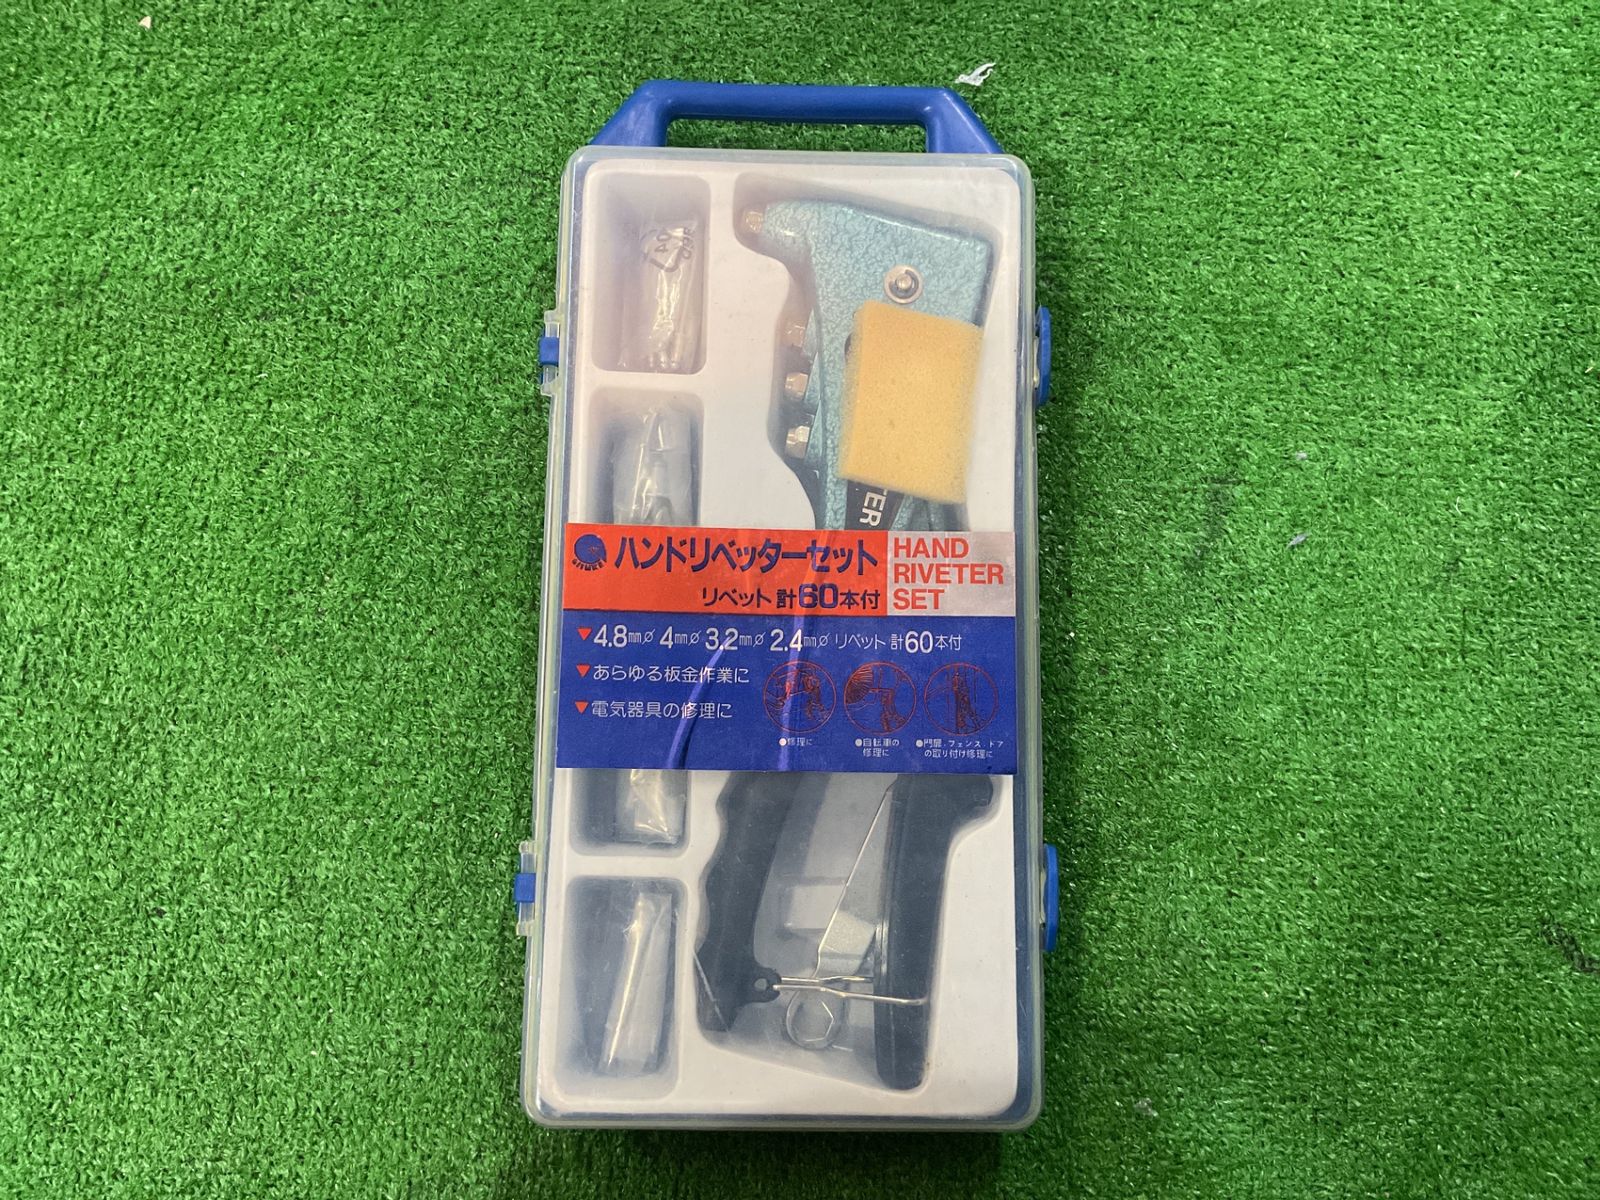 TER
ハンドリベッターセット
リベット 計60本付
HAND
RIVETER
SET
▼4.8mmø 4mmø 3.2mmø 2.4mmø リベット 計60本付
▼あらゆる板金作業に
▼電気器具の修理に
●修理に
●自転車の
修理に
●門扉・フェンス・ドア
の取り付け修理に